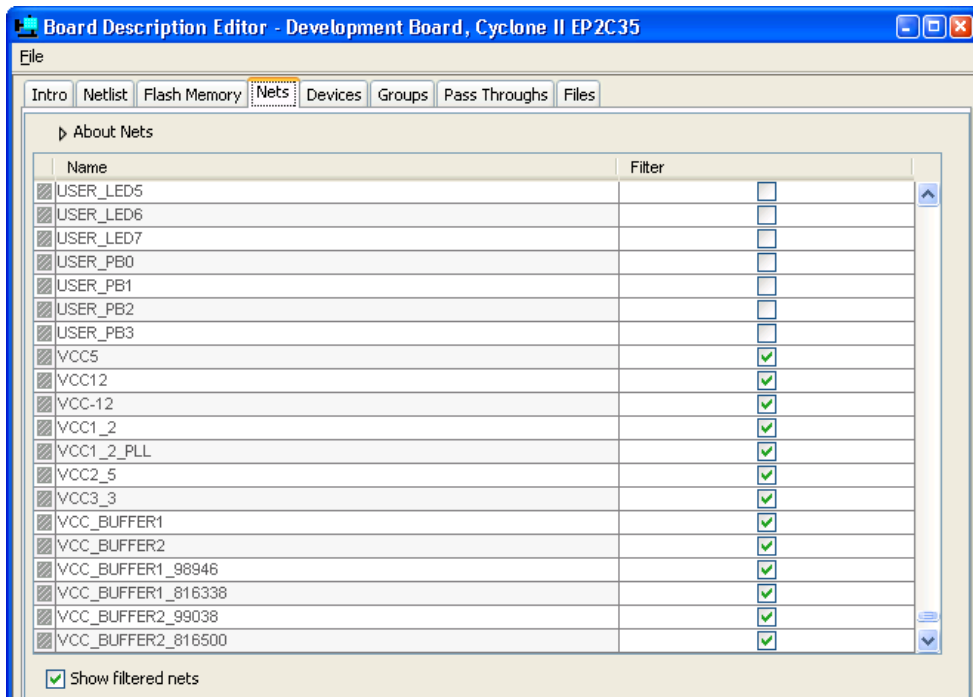 Board Description Editor - Development Board, Cyclone II EP2C35
File
Intro Netlist Flash Memory Nets Devices Groups Pass Throughs Files
About Nets
Name Filter
USER_LED5
USER_LED6
USER_LED7
USER_PB0
USER_PB1
USER_PB2
USER_PB3
VCC5
VCC12
VCC-12
VCC1_2
VCC1_2_PLL
VCC2_5
VCC3_3
VCC_BUFFER1
VCC_BUFFER2
VCC_BUFFER1_98946
VCC_BUFFER1_816338
VCC_BUFFER2_99038
VCC_BUFFER2_816500
Show filtered nets